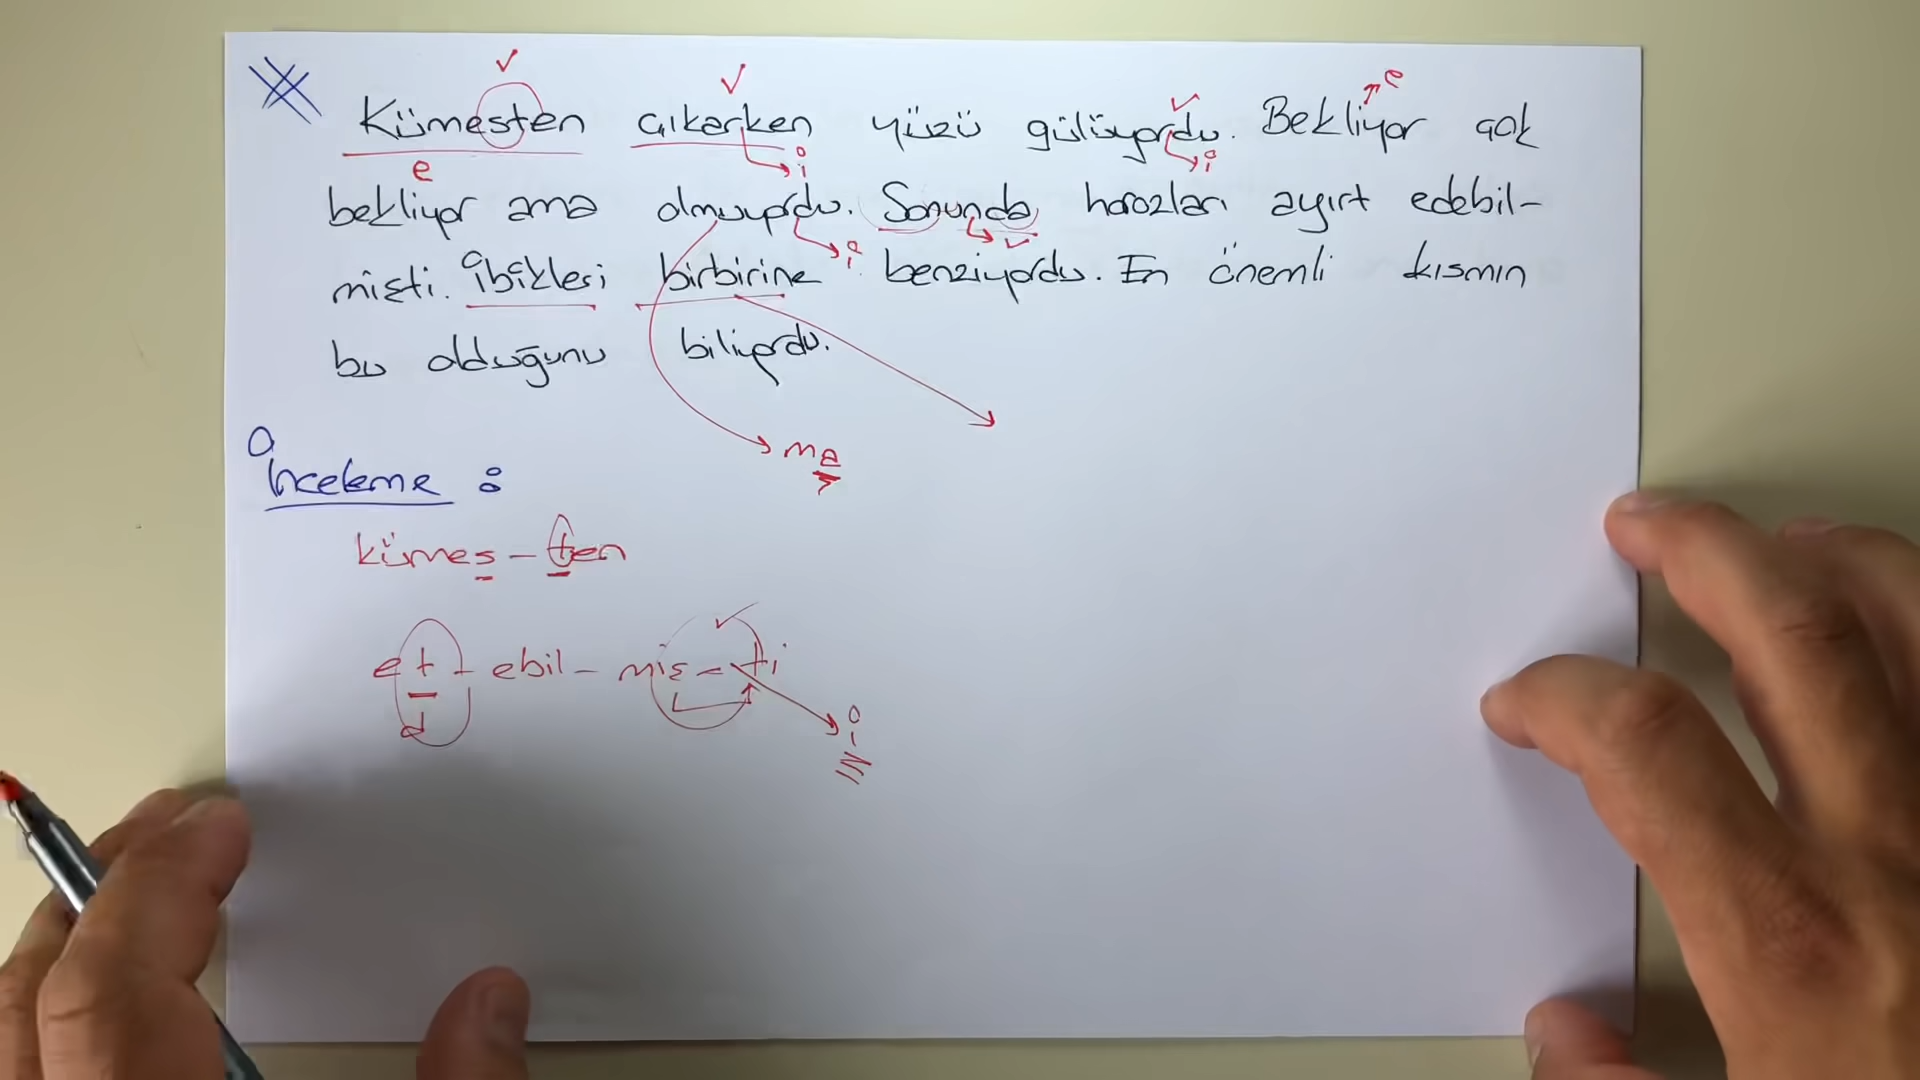 Kümesten çıkarken yüzü gülüyordu. Bekliyor çok
e i i e
bekliyor ama olmuyordu. Sonunda horozları ayırt edebil-
i
mişti. İbikleri birbirine benziyordu. En önemli kısmın
bu olduğunu biliyordu.
ma
İnceleme :
kümes - ten
et - ebil - miş - ti
d i